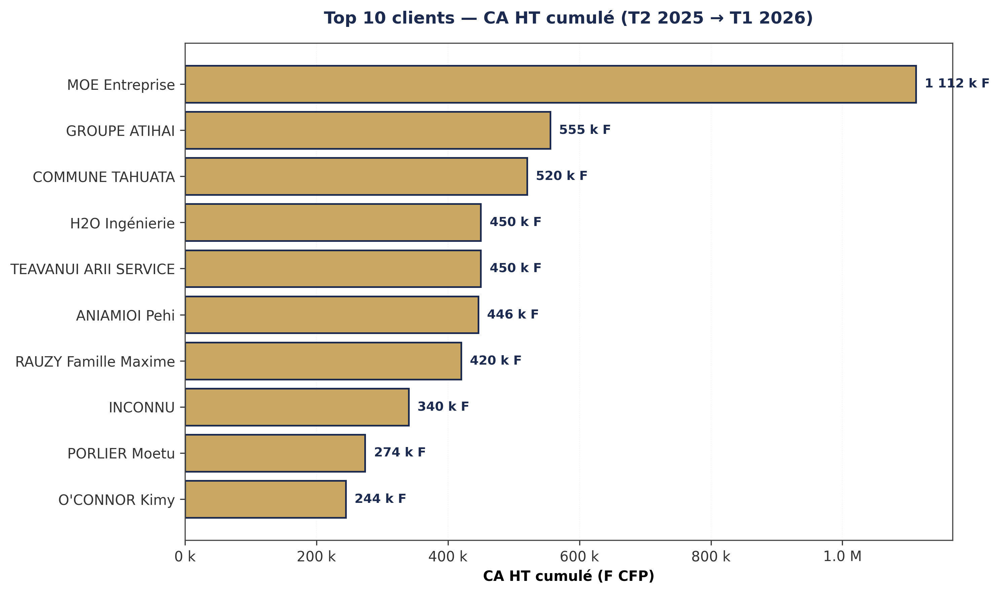 Top 10 clients — CA HT cumulé (T2 2025 → T1 2026)
MOE Entreprise 1 112 k F
GROUPE ATIHAI 555 k F
COMMUNE TAHUATA 520 k F
H2O Ingénierie 450 k F
TEAVANUI ARII SERVICE 450 k F
ANIAMIOI Pehi 446 k F
RAUZY Famille Maxime 420 k F
INCONNU 340 k F
PORLIER Moetu 274 k F
O'CONNOR Kimy 244 k F
0 k 200 k 400 k 600 k 800 k 1.0 M
CA HT cumulé (F CFP)